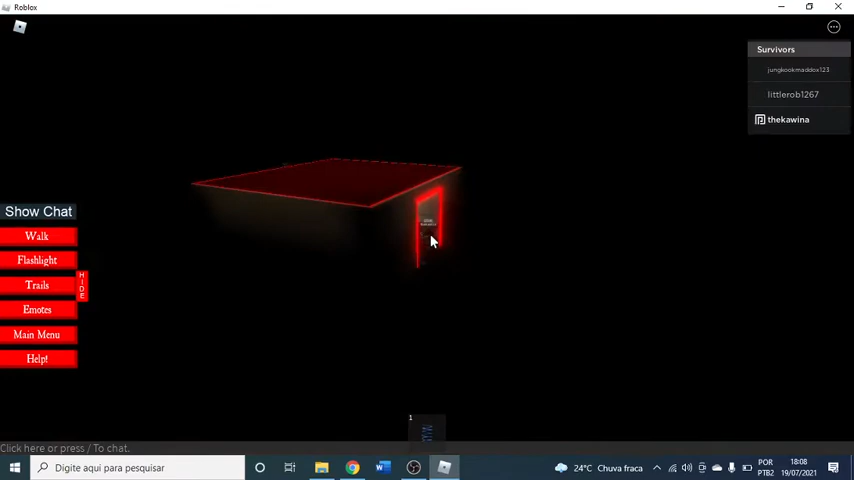 Roblox
Survivors
jungkookmaddox123
littlerob1267
thekawina
Show Chat
Walk
Flashlight
Trails
HIDE
Emotes
Main Menu
Help!
1
Click here or press / To chat.
Digite aqui para pesquisar
24°C Chuva fraca
POR
PTB2
18:08
19/07/2021